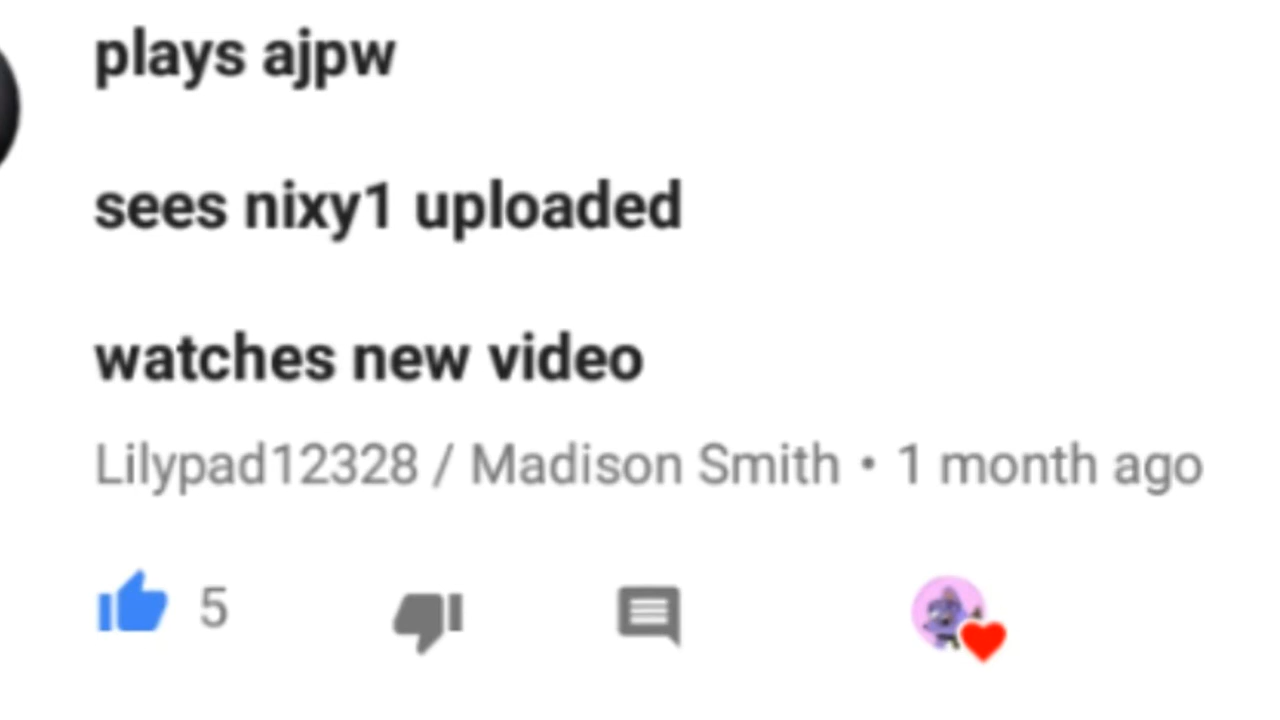 plays ajpw
sees nixy1 uploaded
watches new video
Lilypad12328 / Madison Smith • 1 month ago
5